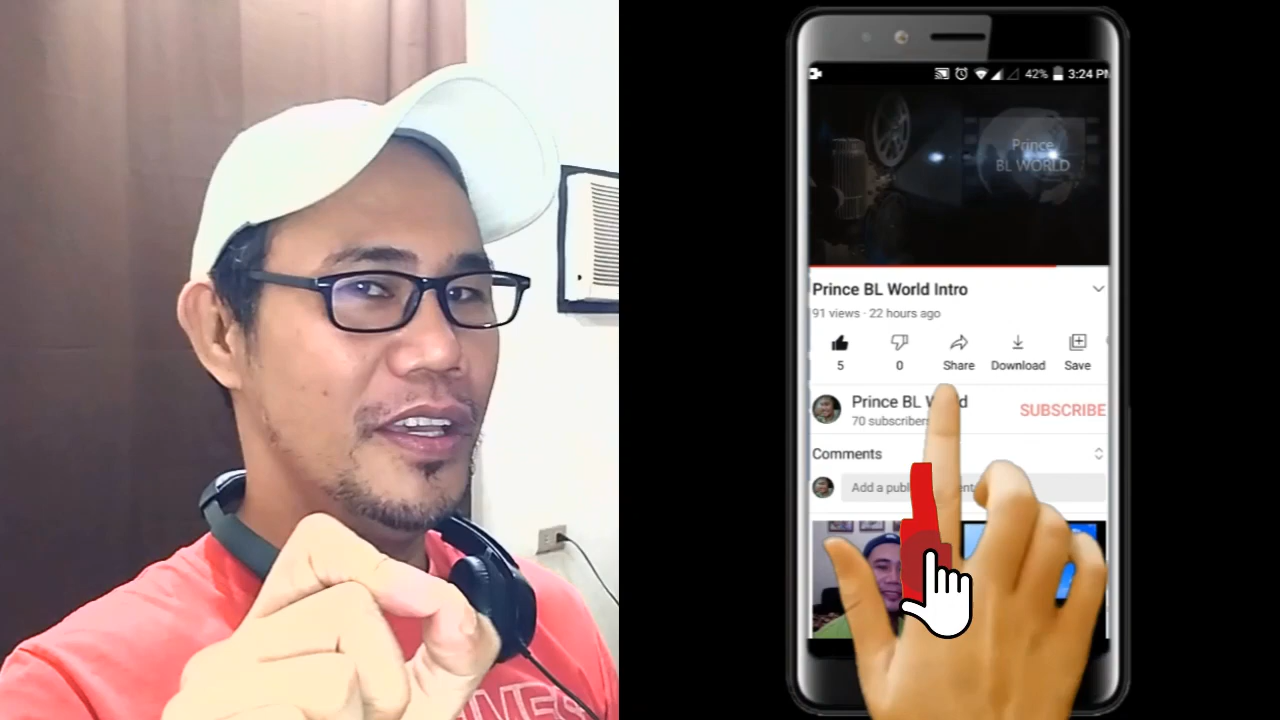 42% 3:24 PM
Prince
BL WORLD
Prince BL World Intro
91 views · 22 hours ago
5 0 Share Download Save
Prince BL SUBSCRIBE
70 subscribers
Comments
Add a